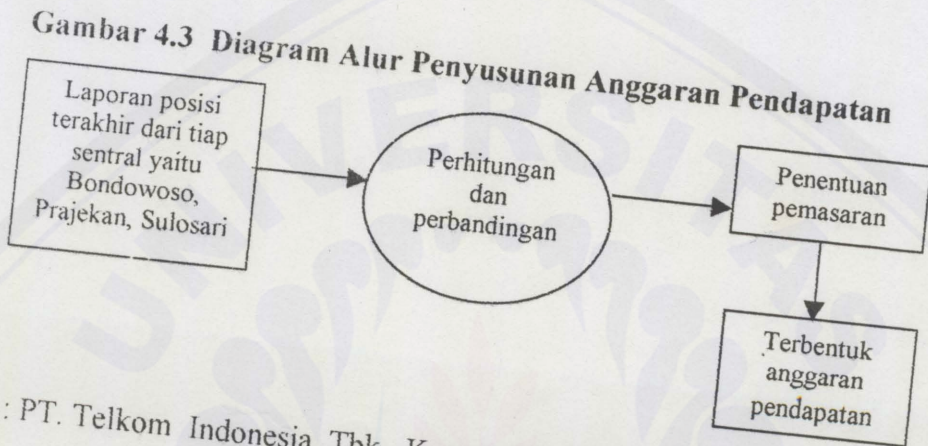 Gambar 4.3 Diagram Alur Penyusunan Anggaran Pendapatan
Laporan posisi
terakhir dari tiap
sentral yaitu
Bondowoso,
Prajekan, Sulosari
Perhitungan
dan
perbandingan
Penentuan
pemasaran
Terbentuk
anggaran
pendapatan
: PT. Telkom Indonesia Tbk.
UNIVERSITAS